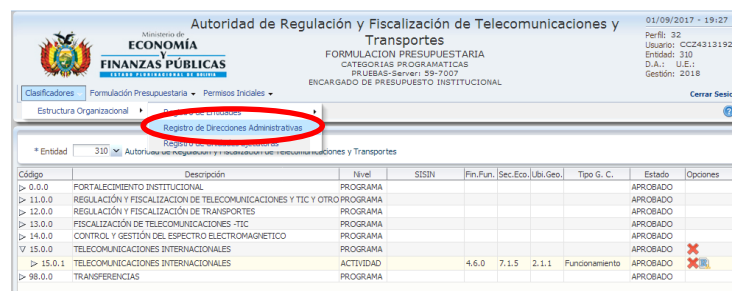 Autoridad de Regulación y Fiscalización de Telecomunicaciones y
Transportes
Ministerio de
ECONOMÍA
Y
FINANZAS PÚBLICAS
ESTADO PLURINACIONAL DE BOLIVIA
FORMULACION PRESUPUESTARIA
CATEGORIAS PROGRAMATICAS
PRUEBAS-Server: 59-7007
ENCARGADO DE PRESUPUESTO INSTITUCIONAL
01/09/2017 - 19:27
Perfil: 32
Usuario: CCZ4313192
Entidad: 310
D.A.: U.E.:
Gestión: 2018
Clasificadores Formulación Presupuestaria Permisos Iniciales Cerrar Sesió
Estructura Organizacional Registro de Entidades
Registro de Direcciones Administrativas
Registro de
* Entidad 310 Autoridad de Regulación y Fiscalización de Telecomunicaciones y Transportes
Código Descripción Nivel SISIN Fin.Fun. Sec.Eco. Ubi.Geo. Tipo G. C. Estado Opciones
0.0.0 FORTALECIMIENTO INSTITUCIONAL PROGRAMA APROBADO
11.0.0 REGULACIÓN Y FISCALIZACION DE TELECOMUNICACIONES Y TIC Y OTRO PROGRAMA APROBADO
12.0.0 REGULACIÓN Y FISCALIZACIÓN DE TRANSPORTES PROGRAMA APROBADO
13.0.0 FISCALIZACIÓN DE TELECOMUNICACIONES -TIC PROGRAMA APROBADO
14.0.0 CONTROL Y GESTIÓN DEL ESPECTRO ELECTROMAGNETICO PROGRAMA APROBADO
15.0.0 TELECOMUNICACIONES INTERNACIONALES PROGRAMA APROBADO
15.0.1 TELECOMUNICACIONES INTERNACIONALES ACTIVIDAD 4.6.0 7.1.5 2.1.1 Funcionamiento APROBADO
98.0.0 TRANSFERENCIAS PROGRAMA APROBADO